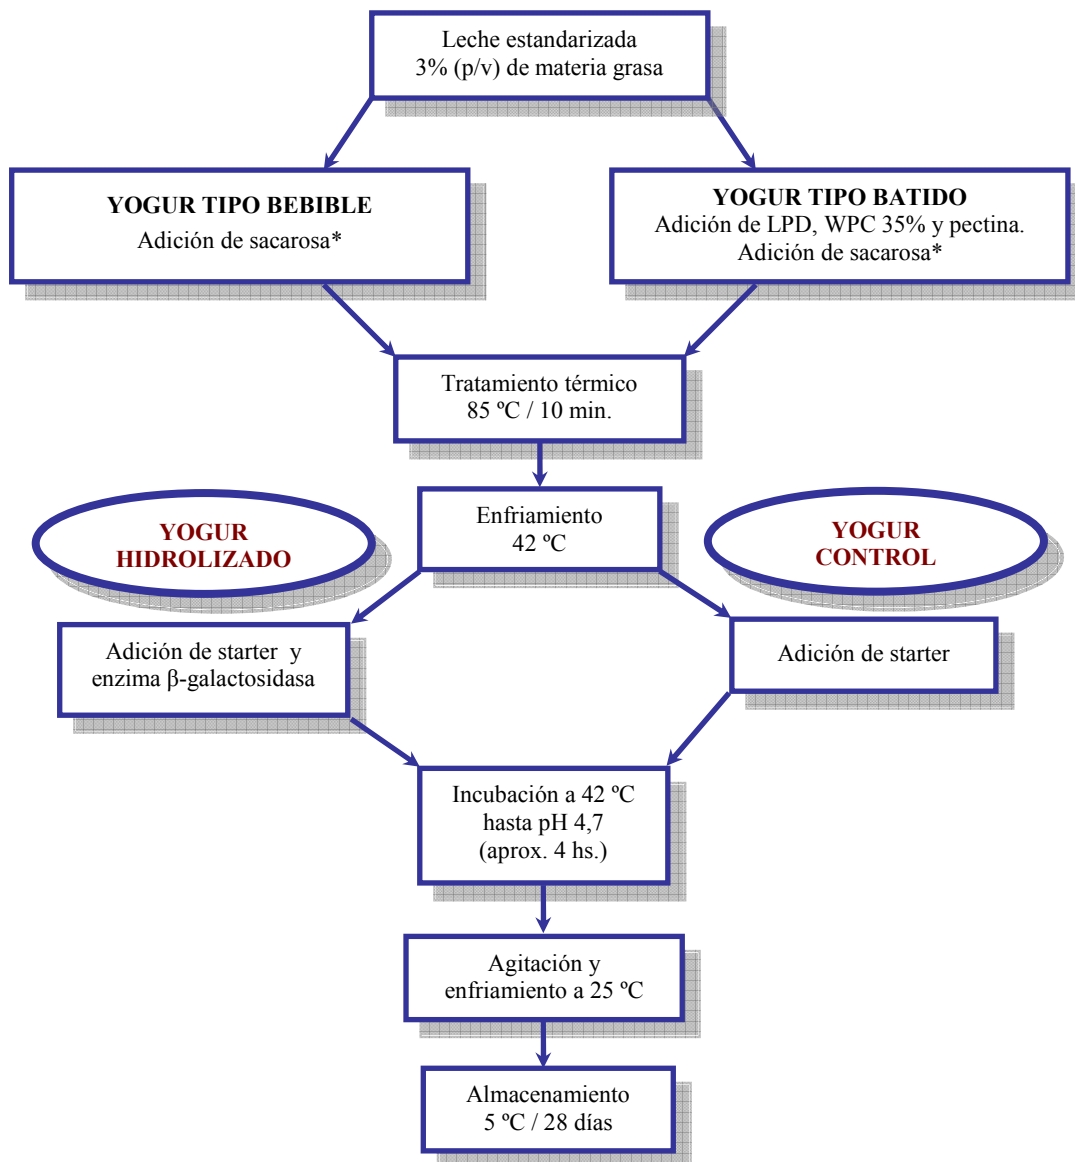 Leche estandarizada
3% (p/v) de materia grasa
YOGUR TIPO BEBIBLE
Adición de sacarosa*
YOGUR TIPO BATIDO
Adición de LPD, WPC 35% y pectina.
Adición de sacarosa*
Tratamiento térmico
85 ºC / 10 min.
Enfriamiento
42 ºC
YOGUR
HIDROLIZADO
YOGUR
CONTROL
Adición de starter y
enzima β-galactosidasa
Adición de starter
Incubación a 42 ºC
hasta pH 4,7
(aprox. 4 hs.)
Agitación y
enfriamiento a 25 ºC
Almacenamiento
5 ºC / 28 días